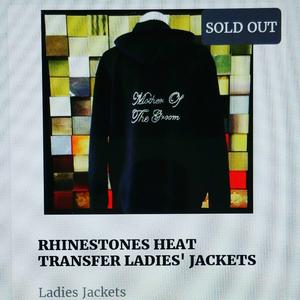 SOLD OUT
Mother Of
The Groom
RHINESTONES HEAT
TRANSFER LADIES' JACKETS
Ladies Jackets